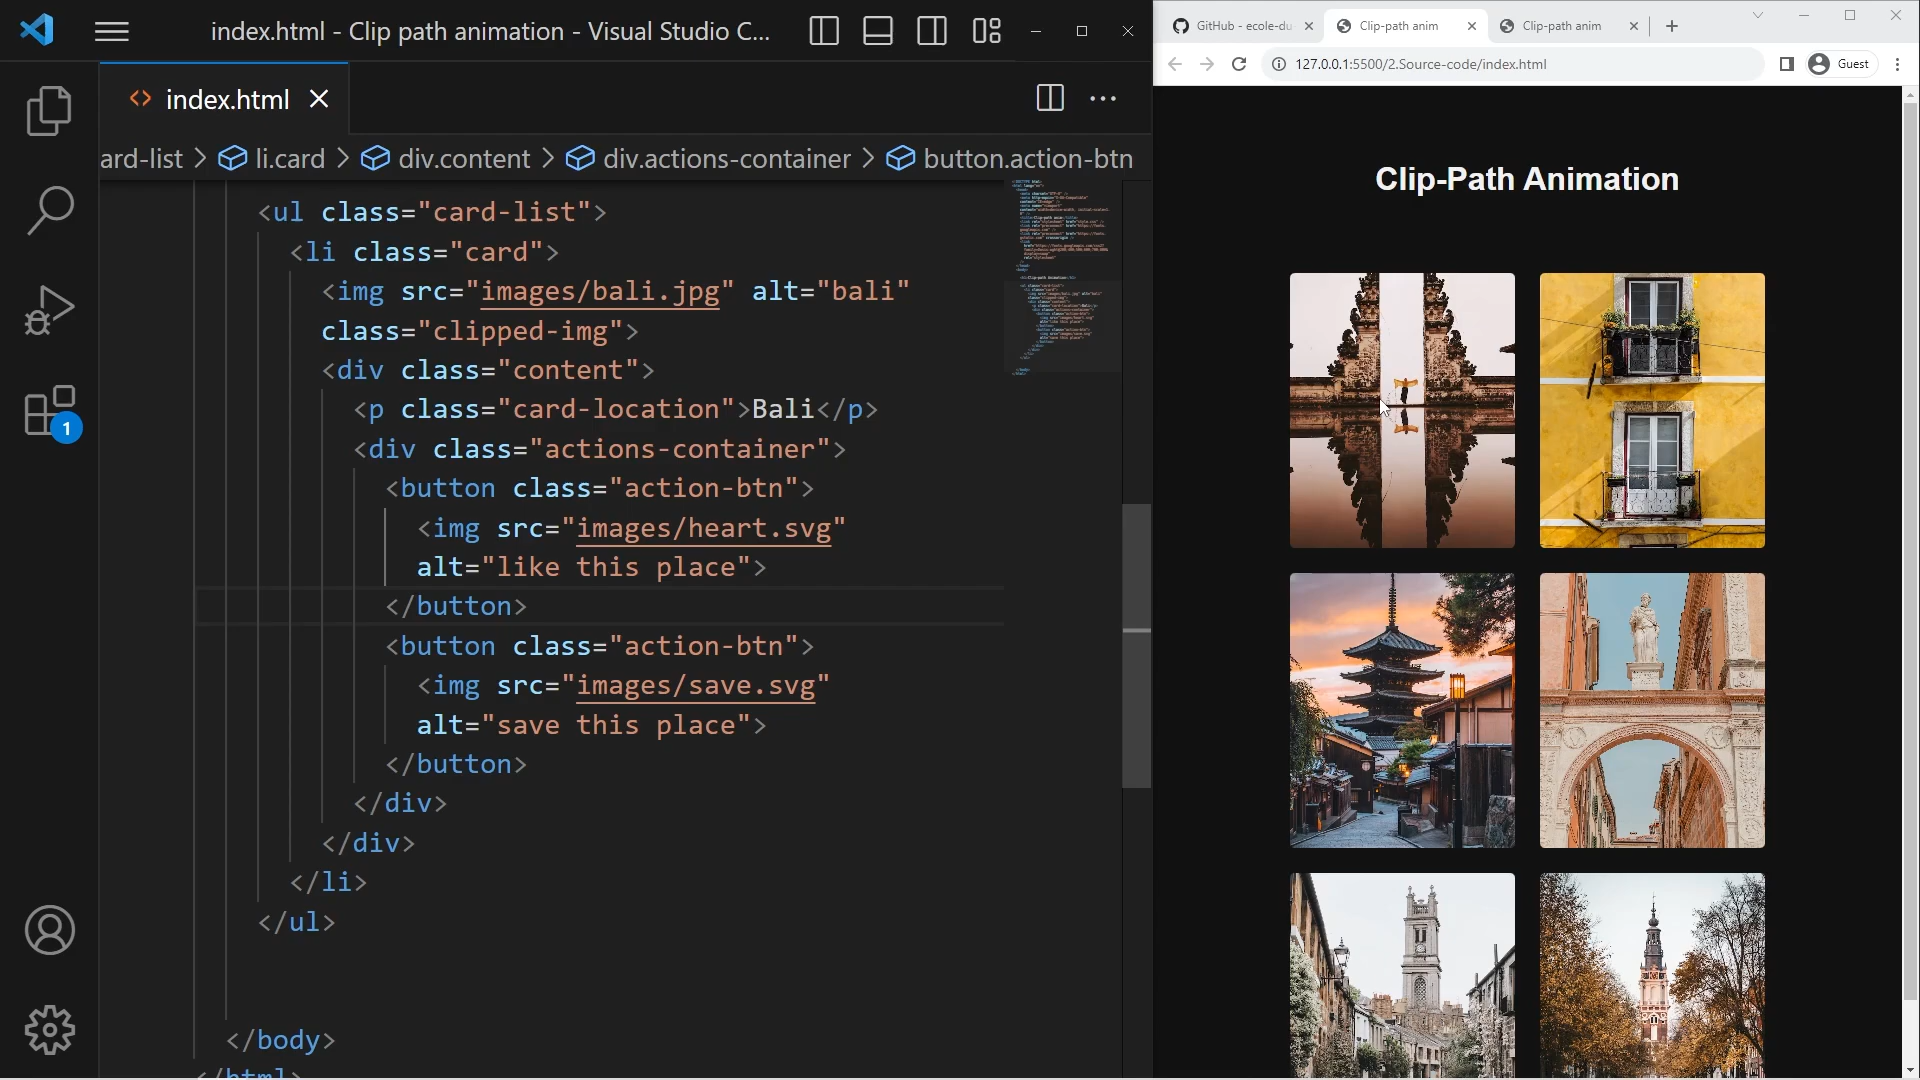 index.html - Clip path animation - Visual Studio C...
index.html
ard-list > li.card > div.content > div.actions-container > button.action-btn
<ul class="card-list">
<li class="card">
<img src="images/bali.jpg" alt="bali"
class="clipped-img">
<div class="content">
<p class="card-location">Bali</p>
<div class="actions-container">
<button class="action-btn">
<img src="images/heart.svg"
alt="like this place">
</button>
<button class="action-btn">
<img src="images/save.svg"
alt="save this place">
</button>
</div>
</div>
</li>
</ul>
</body>
</html>
1
GitHub - ecole-du
Clip-path anim
Clip-path anim
127.0.0.1:5500/2.Source-code/index.html
Guest
Clip-Path Animation